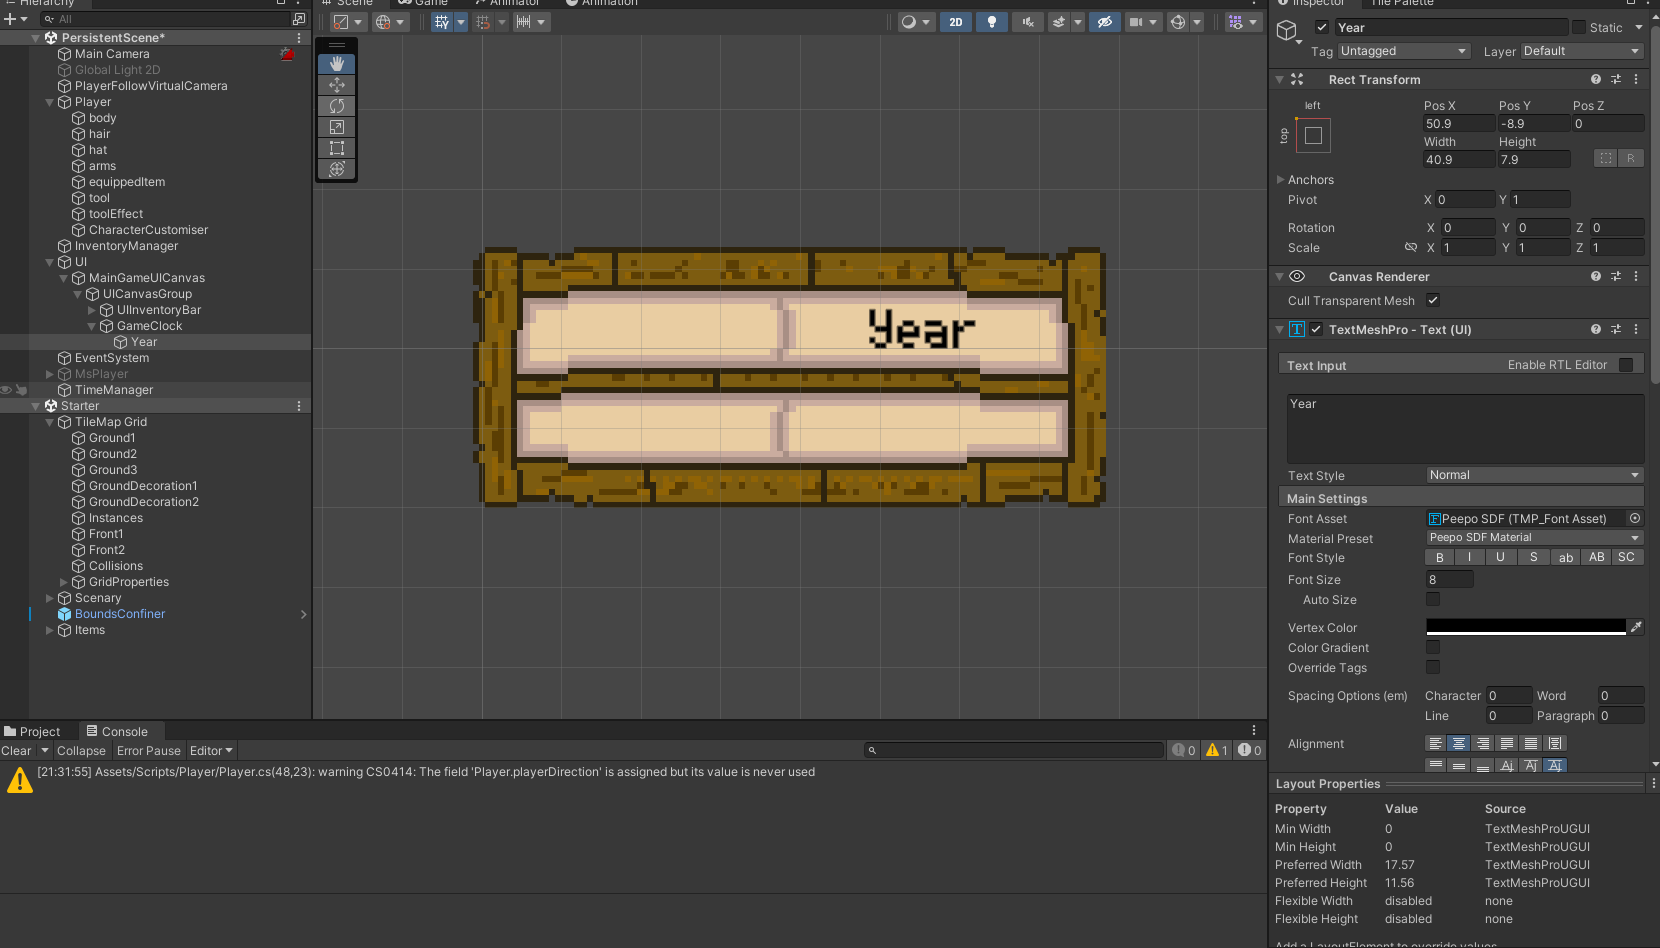 Hierarchy
Scene
Game
Animator
Animation
Inspector
Tile Palette
All
2D
PersistentScene*
Main Camera
Global Light 2D
PlayerFollowVirtualCamera
Player
body
hair
hat
arms
equippedItem
tool
toolEffect
CharacterCustomiser
InventoryManager
UI
MainGameUICanvas
UICanvasGroup
UIInventoryBar
GameClock
Year
EventSystem
MsPlayer
TimeManager
Starter
TileMap Grid
Ground1
Ground2
Ground3
GroundDecoration1
GroundDecoration2
Instances
Front1
Front2
Collisions
GridProperties
Scenary
BoundsConfiner
Items
Year
Year
Static
Tag Untagged Layer Default
Rect Transform
left
top
Pos X Pos Y Pos Z
50.9 -8.9 0
Width Height
40.9 7.9 R
Anchors
Pivot X 0 Y 1
Rotation X 0 Y 0 Z 0
Scale X 1 Y 1 Z 1
Canvas Renderer
Cull Transparent Mesh
TextMeshPro - Text (UI)
Text Input Enable RTL Editor
Year
Text Style Normal
Main Settings
Font Asset Peepo SDF (TMP_Font Asset)
Material Preset Peepo SDF Material
Font Style B I U S ab AB SC
Font Size 8
Auto Size
Vertex Color
Color Gradient
Override Tags
Spacing Options (em) Character 0 Word 0
Line 0 Paragraph 0
Alignment
Layout Properties
Property Value Source
Min Width 0 TextMeshProUGUI
Min Height 0 TextMeshProUGUI
Preferred Width 17.57 TextMeshProUGUI
Preferred Height 11.56 TextMeshProUGUI
Flexible Width disabled none
Flexible Height disabled none
Add a LayoutElement to override values
Project Console
Clear Collapse Error Pause Editor
0 1 0
[21:31:55] Assets/Scripts/Player/Player.cs(48,23): warning CS0414: The field 'Player.playerDirection' is assigned but its value is never used